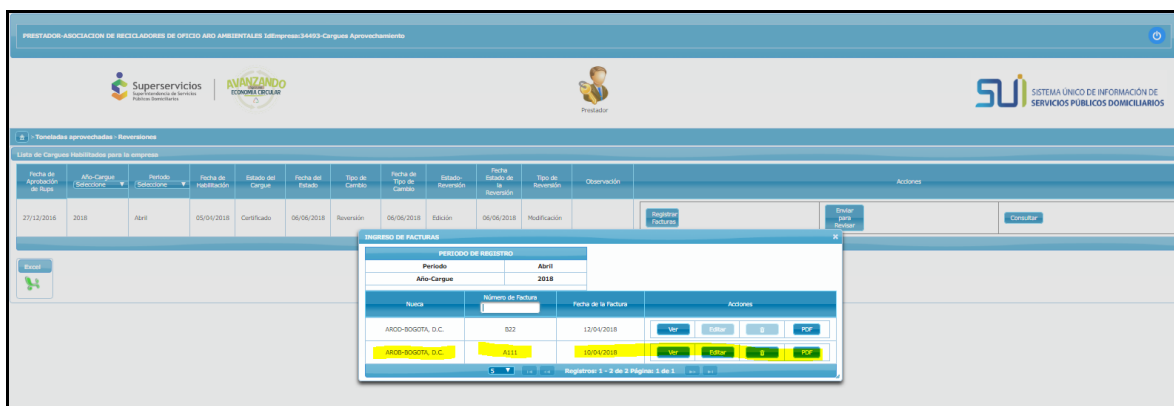 PRESTADOR-ASOCIACION DE RECICLADORES DE OFICIO ARO AMBIENTALES IdEmpresa:34493-Cargues Aprovechamiento
Superservicios
Superintendencia de Servicios
Públicos Domiciliarios
AVANZANDO
ECONOMÍA CIRCULAR
Prestador
SUI SISTEMA ÚNICO DE INFORMACIÓN DE
SERVICIOS PÚBLICOS DOMICILIARIOS
> Toneladas aprovechadas - Reversiones
Lista de Cargues Habilitados para la empresa
Fecha de Aprobación de Rups Año-Cargue Seleccione Periodo Seleccione Fecha de Habilitación Estado del Cargue Fecha del Estado Tipo de Cambio Fecha de Tipo de Cambio Estado-Reversión Fecha Estado de la Reversión Tipo de Reversión Observación Acciones
27/12/2016 2018 Abril 05/04/2018 Certificado 06/06/2018 Reversión 06/06/2018 Edición 06/06/2018 Modificación Registrar Facturas Enviar para Revisar Consultar
Excel
INGRESO DE FACTURAS x
PERIODO DE REGISTRO
Periodo Abril
Año-Cargue 2018
Nueca Número de Factura Fecha de la Factura Acciones
AROD-BOGOTA, D.C. B22 12/04/2018 Ver Editar PDF
AROD-BOGOTA, D.C. A111 10/04/2018 Ver Editar PDF
5 Registros: 1 - 2 de 2 Página: 1 de 1